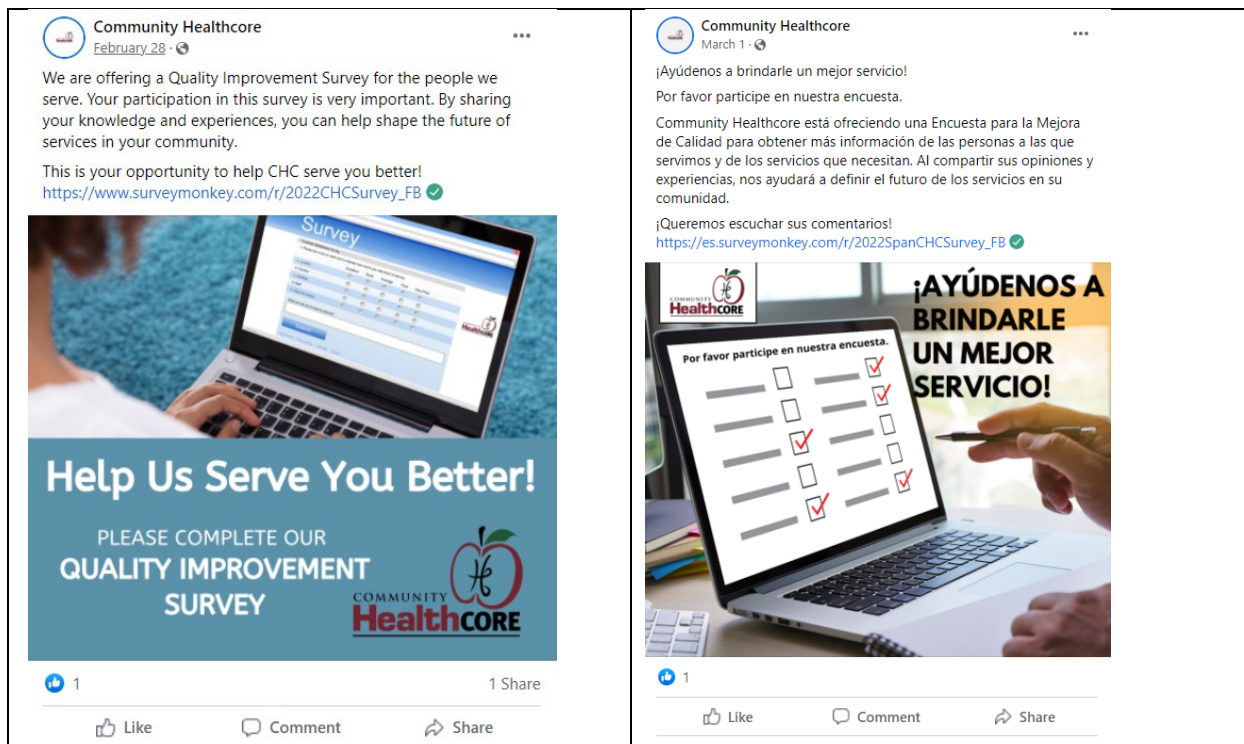 Community Healthcore
February 28 ·
We are offering a Quality Improvement Survey for the people we
serve. Your participation in this survey is very important. By sharing
your knowledge and experiences, you can help shape the future of
services in your community.
This is your opportunity to help CHC serve you better!
https://www.surveymonkey.com/r/2022CHCSurvey_FB
Survey
Help Us Serve You Better!
PLEASE COMPLETE OUR
QUALITY IMPROVEMENT
SURVEY
COMMUNITY
HealthCORE
1
1 Share
Like
Comment
Share
Community Healthcore
March 1 ·
¡Ayúdenos a brindarle un mejor servicio!
Por favor participe en nuestra encuesta.
Community Healthcore está ofreciendo una Encuesta para la Mejora
de Calidad para obtener más información de las personas a las que
servimos y de los servicios que necesitan. Al compartir sus opiniones y
experiencias, nos ayudará a definir el futuro de los servicios en su
comunidad.
¡Queremos escuchar sus comentarios!
https://es.surveymonkey.com/r/2022SpanCHCSurvey_FB
COMMUNITY
HealthCORE
¡AYÚDENOS A
BRINDARLE
UN MEJOR
SERVICIO!
Por favor participe en nuestra encuesta.
1
Like
Comment
Share